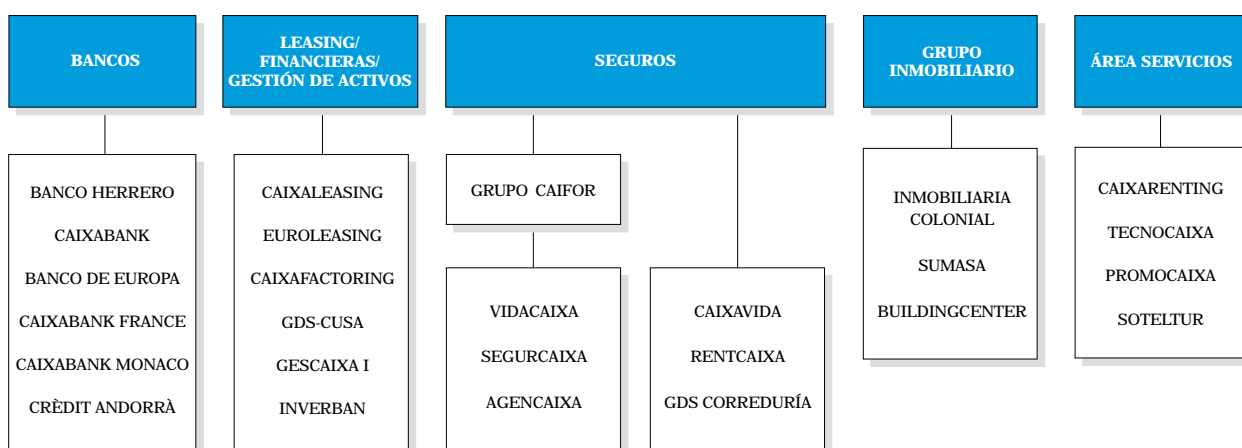 BANCOS
LEASING/
FINANCIERAS/
GESTIÓN DE ACTIVOS
SEGUROS
GRUPO
INMOBILIARIO
ÁREA SERVICIOS
BANCO HERRERO
CAIXABANK
BANCO DE EUROPA
CAIXABANK FRANCE
CAIXABANK MONACO
CRÈDIT ANDORRÀ
CAIXALEASING
EUROLEASING
CAIXAFACTORING
GDS-CUSA
GESCAIXA I
INVERBAN
GRUPO CAIFOR
VIDACAIXA
SEGURCAIXA
AGENCAIXA
CAIXAVIDA
RENTCAIXA
GDS CORREDURÍA
INMOBILIARIA
COLONIAL
SUMASA
BUILDINGCENTER
CAIXARENTING
TECNOCAIXA
PROMOCAIXA
SOTELTUR